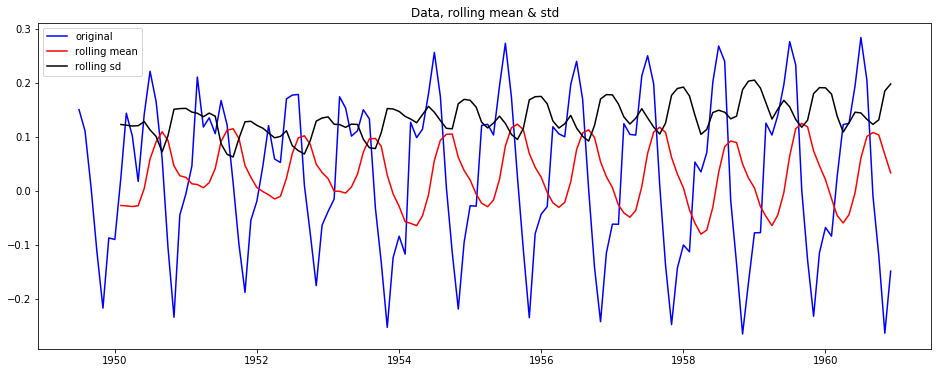 Data, rolling mean & std
original
rolling mean
rolling sd
0.3
0.2
0.1
0.0
−0.1
−0.2
1950 1952 1954 1956 1958 1960